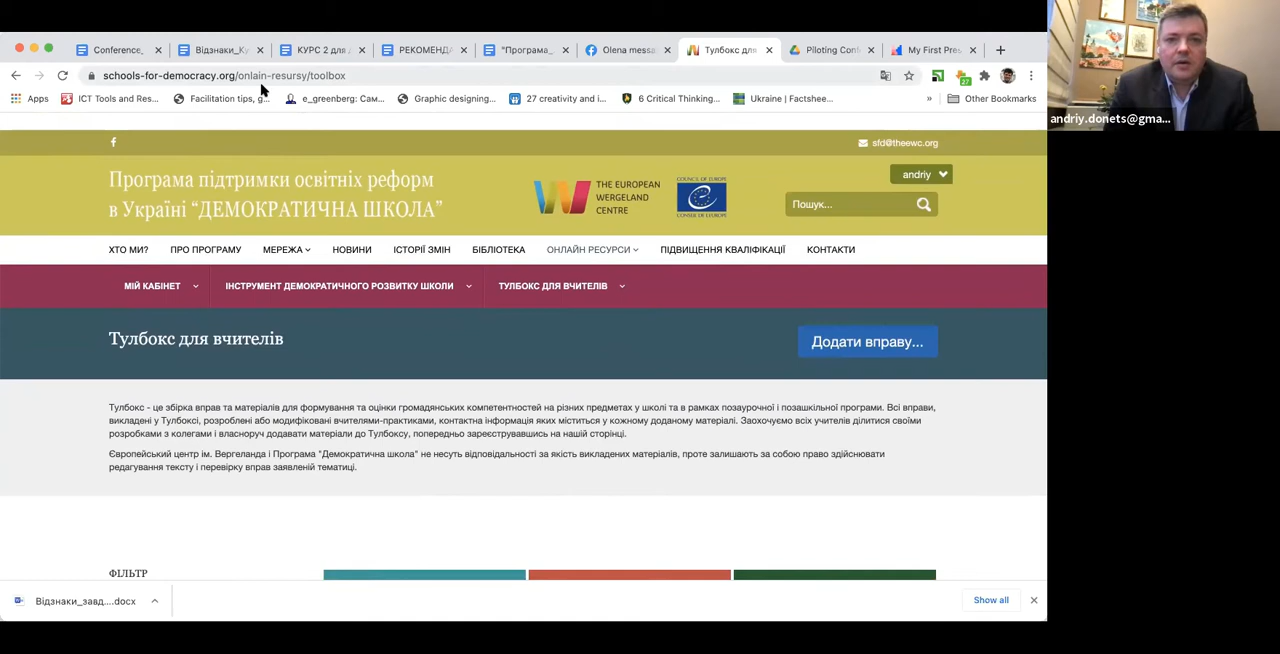 Conference_
Відзнаки_Ку
КУРС 2 для д
РЕКОМЕНДА
"Програма_
Olena messa
Тулбокс для
Piloting Conf
My First Pres
schools-for-democracy.org/onlain-resursy/toolbox
27
Apps
ICT Tools and Res...
Facilitation tips, g...
e_greenberg: Сам...
Graphic designing...
27 creativity and i...
6 Critical Thinking...
Ukraine | Factshee...
»
Other Bookmarks
andriy.donets@gma...
sfd@theewc.org
Програма підтримки освітніх реформ
в Україні “ДЕМОКРАТИЧНА ШКОЛА”
THE EUROPEAN
WERGELAND
CENTRE
COUNCIL OF EUROPE
andriy
Пошук...
ХТО МИ?
ПРО ПРОГРАМУ
МЕРЕЖА
НОВИНИ
ІСТОРІЇ ЗМІН
БІБЛІОТЕКА
ОНЛАЙН РЕСУРСИ
ПІДВИЩЕННЯ КВАЛІФІКАЦІЇ
КОНТАКТИ
МІЙ КАБІНЕТ
ІНСТРУМЕНТ ДЕМОКРАТИЧНОГО РОЗВИТКУ ШКОЛИ
ТУЛБОКС ДЛЯ ВЧИТЕЛІВ
Тулбокс для вчителів
Додати вправу...
Тулбокс - це збірка вправ та матеріалів для формування та оцінки громадянських компетентностей на різних предметах у школі та в рамках позаурочної і позашкільної програми. Всі вправи,
викладені у Тулбоксі, розроблені або модифіковані вчителями-практиками, контактна інформація яких міститься у кожному доданому матеріалі. Заохочуємо всіх учителів ділитися своїми
розробками з колегами і власноруч додавати матеріали до Тулбоксу, попередньо зареєструвавшись на нашій сторінці.
Європейський центр ім. Вергеланда і Програма "Демократична школа" не несуть відповідальності за якість викладених матеріалів, проте залишають за собою право здійснювати
редагування тексту і перевірку вправ заявленій тематиці.
ФІЛЬТР
Відзнаки_завд....docx
Show all